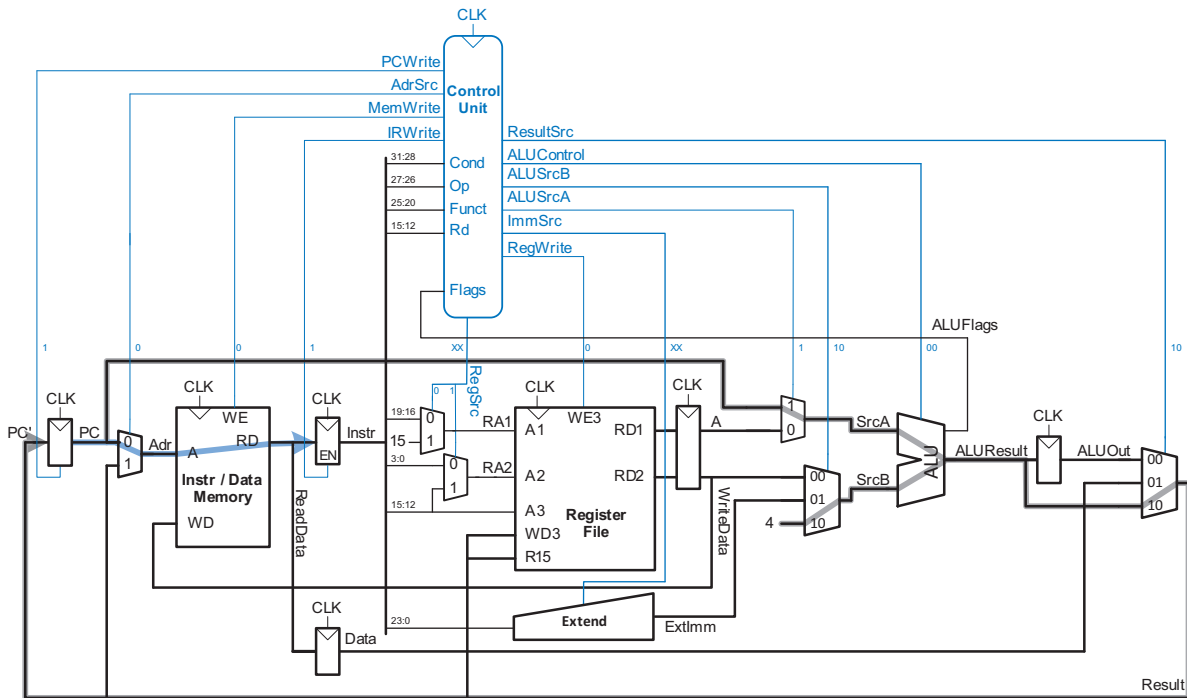 CLK
PCWrite
AdrSrc
MemWrite
IRWrite
Control
Unit
ResultSrc
ALUControl
ALUSrcB
ALUSrcA
ImmSrc
RegWrite
31:28 Cond
27:26 Op
25:20 Funct
15:12 Rd
Flags
ALUFlags
1 0 0 1 XX 0 XX 1 10 00 10
RegSrc
0 1
CLK CLK CLK CLK CLK CLK
PC' PC 0 1 Adr
WE
A RD
Instr / Data
Memory
WD
EN
Instr
ReadData
19:16 0 RA1
15 1
3:0 0 RA2
1
15:12
WE3
A1 RD1
A2 RD2
A3
Register
File
WD3
R15
A
WriteData
1
0
SrcA
00
01
10
4
SrcB
ALU
ALUResult
ALUOut
00
01
10
23:0
Extend
ExtImm
CLK
Data
Result